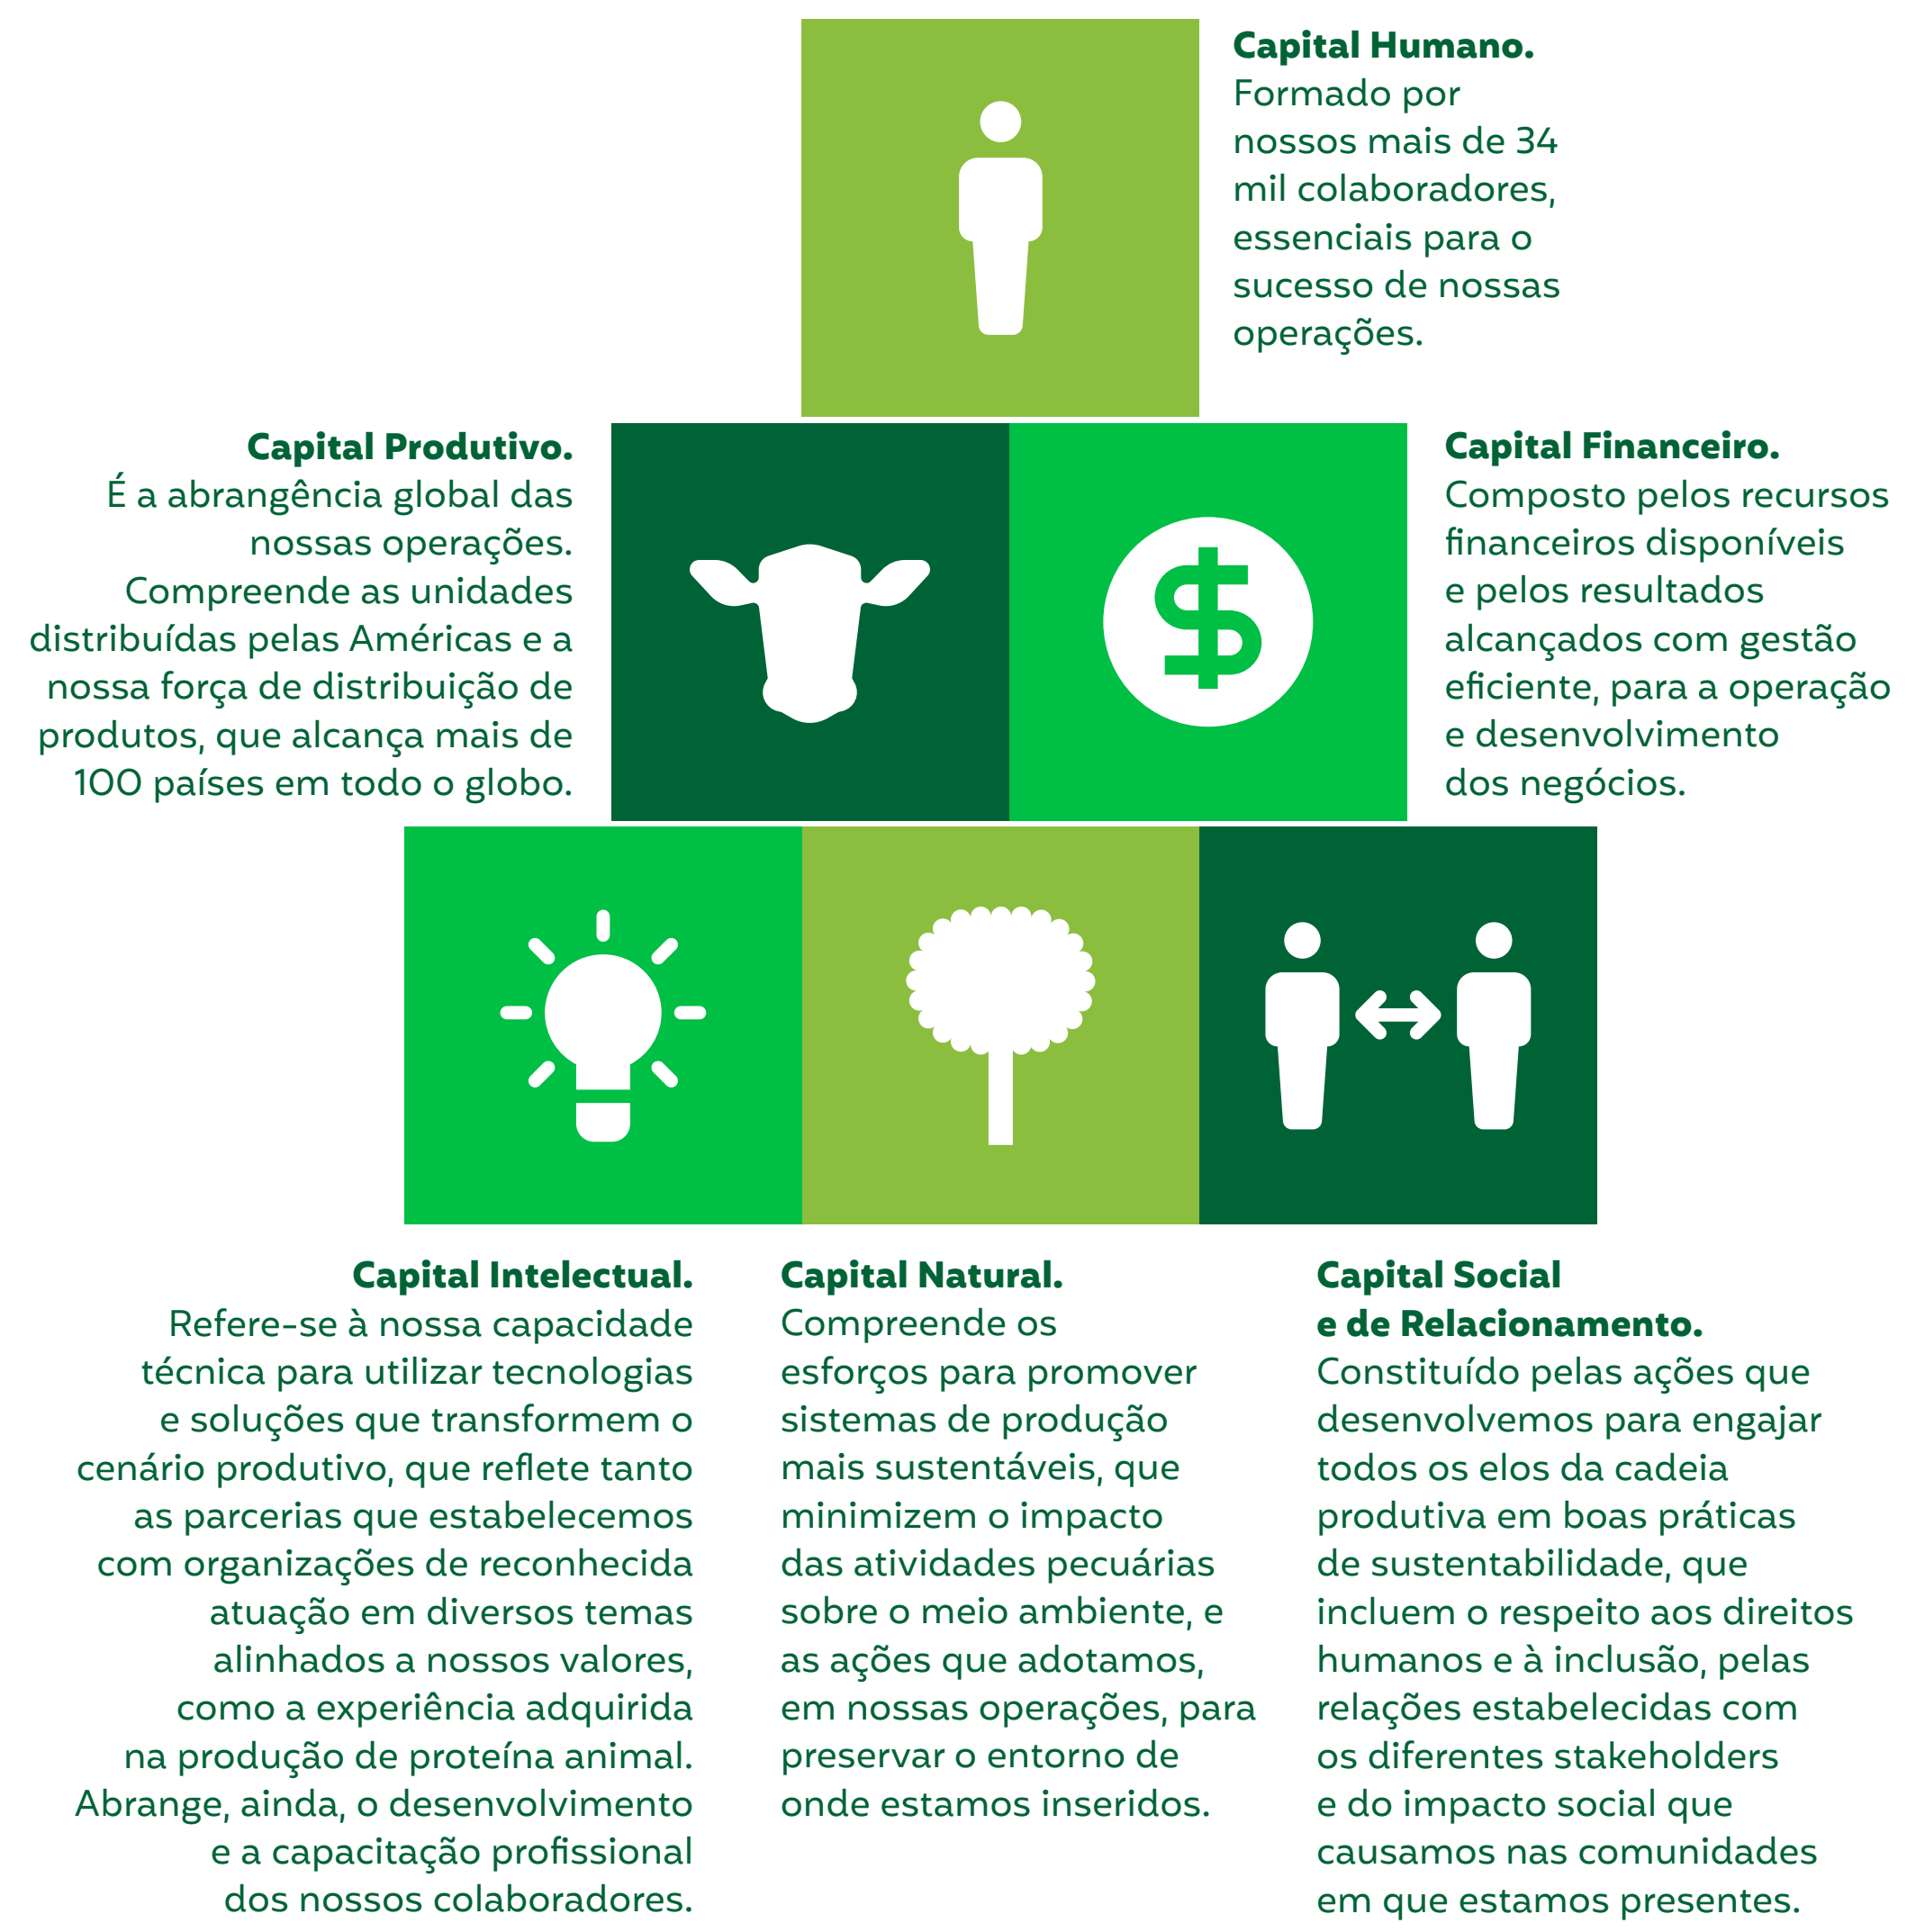 Capital Humano.
Formado por
nossos mais de 34
mil colaboradores,
essenciais para o
sucesso de nossas
operações.
Capital Produtivo.
É a abrangência global das
nossas operações.
Compreende as unidades
distribuídas pelas Américas e a
nossa força de distribuição de
produtos, que alcança mais de
100 países em todo o globo.
Capital Financeiro.
Composto pelos recursos
financeiros disponíveis
e pelos resultados
alcançados com gestão
eficiente, para a operação
e desenvolvimento
dos negócios.
Capital Intelectual.
Refere-se à nossa capacidade
técnica para utilizar tecnologias
e soluções que transformem o
cenário produtivo, que reflete tanto
as parcerias que estabelecemos
com organizações de reconhecida
atuação em diversos temas
alinhados a nossos valores,
como a experiência adquirida
na produção de proteína animal.
Abrange, ainda, o desenvolvimento
e a capacitação profissional
dos nossos colaboradores.
Capital Natural.
Compreende os
esforços para promover
sistemas de produção
mais sustentáveis, que
minimizem o impacto
das atividades pecuárias
sobre o meio ambiente, e
as ações que adotamos,
em nossas operações, para
preservar o entorno de
onde estamos inseridos.
Capital Social
e de Relacionamento.
Constituído pelas ações que
desenvolvemos para engajar
todos os elos da cadeia
produtiva em boas práticas
de sustentabilidade, que
incluem o respeito aos direitos
humanos e à inclusão, pelas
relações estabelecidas com
os diferentes stakeholders
e do impacto social que
causamos nas comunidades
em que estamos presentes.